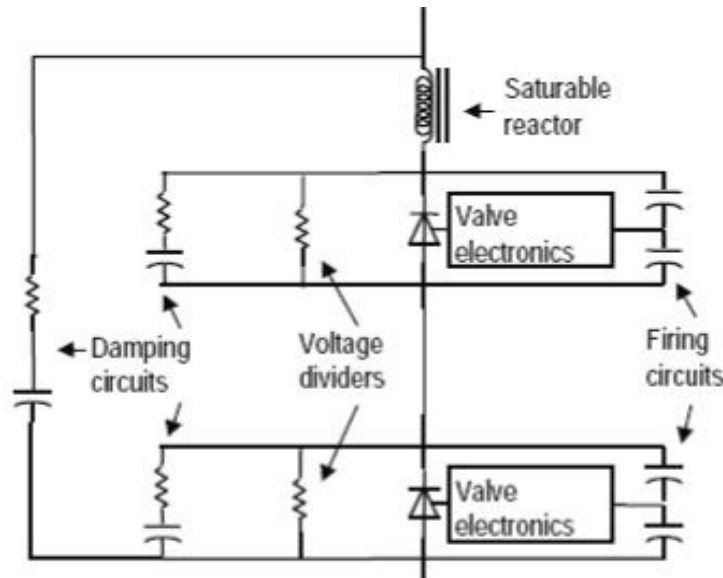 Saturable
reactor
Valve
electronics
Damping
circuits
Voltage
dividers
Firing
circuits
Valve
electronics